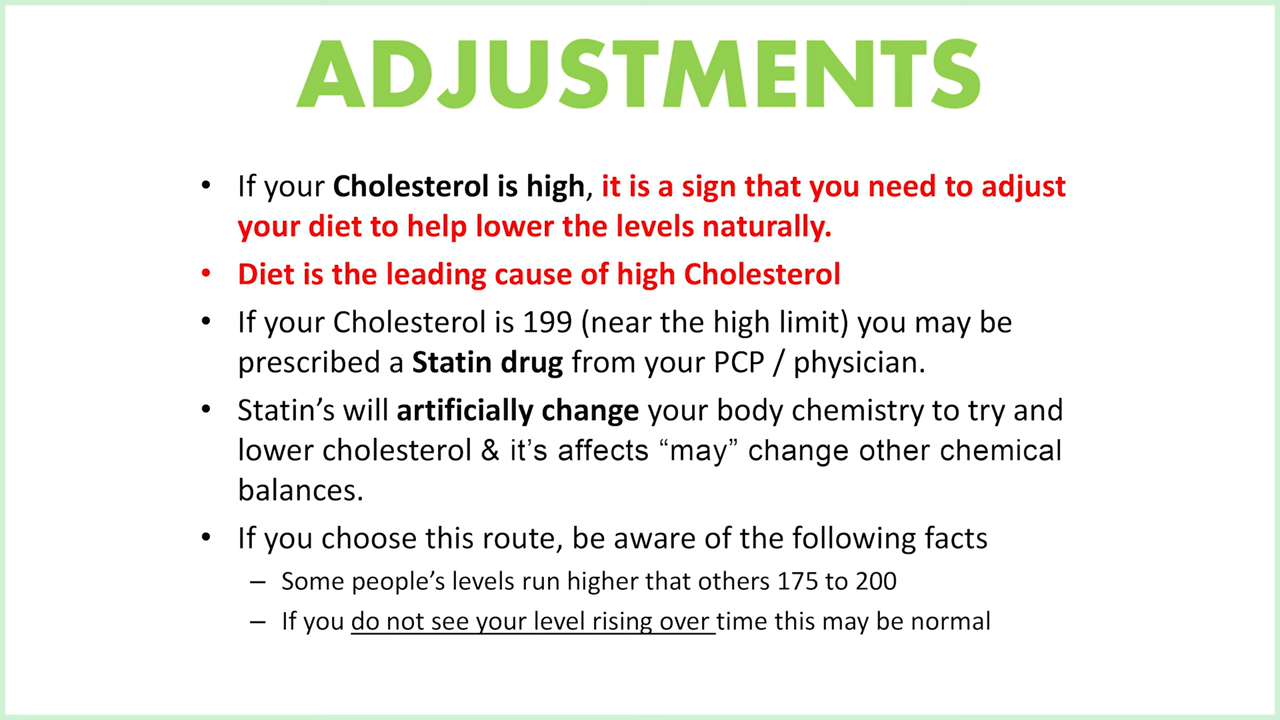 ADJUSTMENTS
• If your Cholesterol is high, it is a sign that you need to adjust
your diet to help lower the levels naturally.
• Diet is the leading cause of high Cholesterol
• If your Cholesterol is 199 (near the high limit) you may be
prescribed a Statin drug from your PCP / physician.
• Statin’s will artificially change your body chemistry to try and
lower cholesterol & it’s affects “may” change other chemical
balances.
• If you choose this route, be aware of the following facts
– Some people’s levels run higher that others 175 to 200
– If you do not see your level rising over time this may be normal